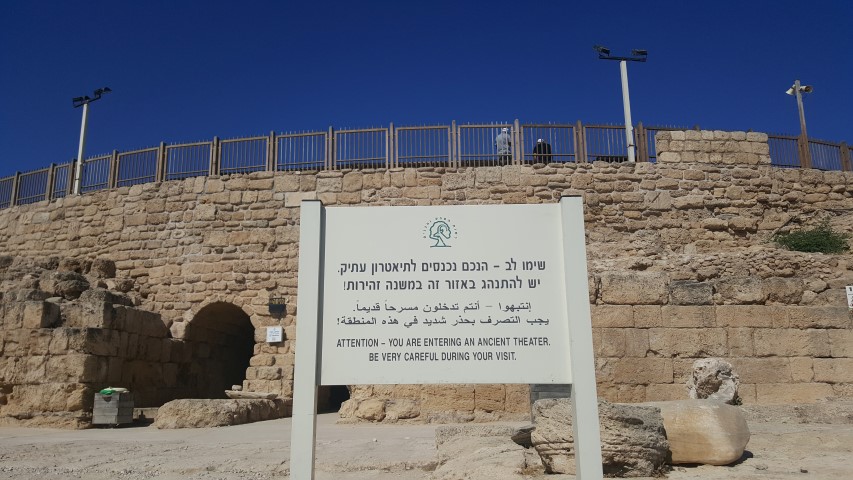 שימו לב – הנכם נכנסים לתיאטרון עתיק.
יש להתנהג באזור זה במשנה זהירות!
إنتبهوا – أنتم تدخلون مسرحاً قديماً.
يجب التصرف بحذر شديد في هذه المنطقة!
ATTENTION – YOU ARE ENTERING AN ANCIENT THEATER.
BE VERY CAREFUL DURING YOUR VISIT.